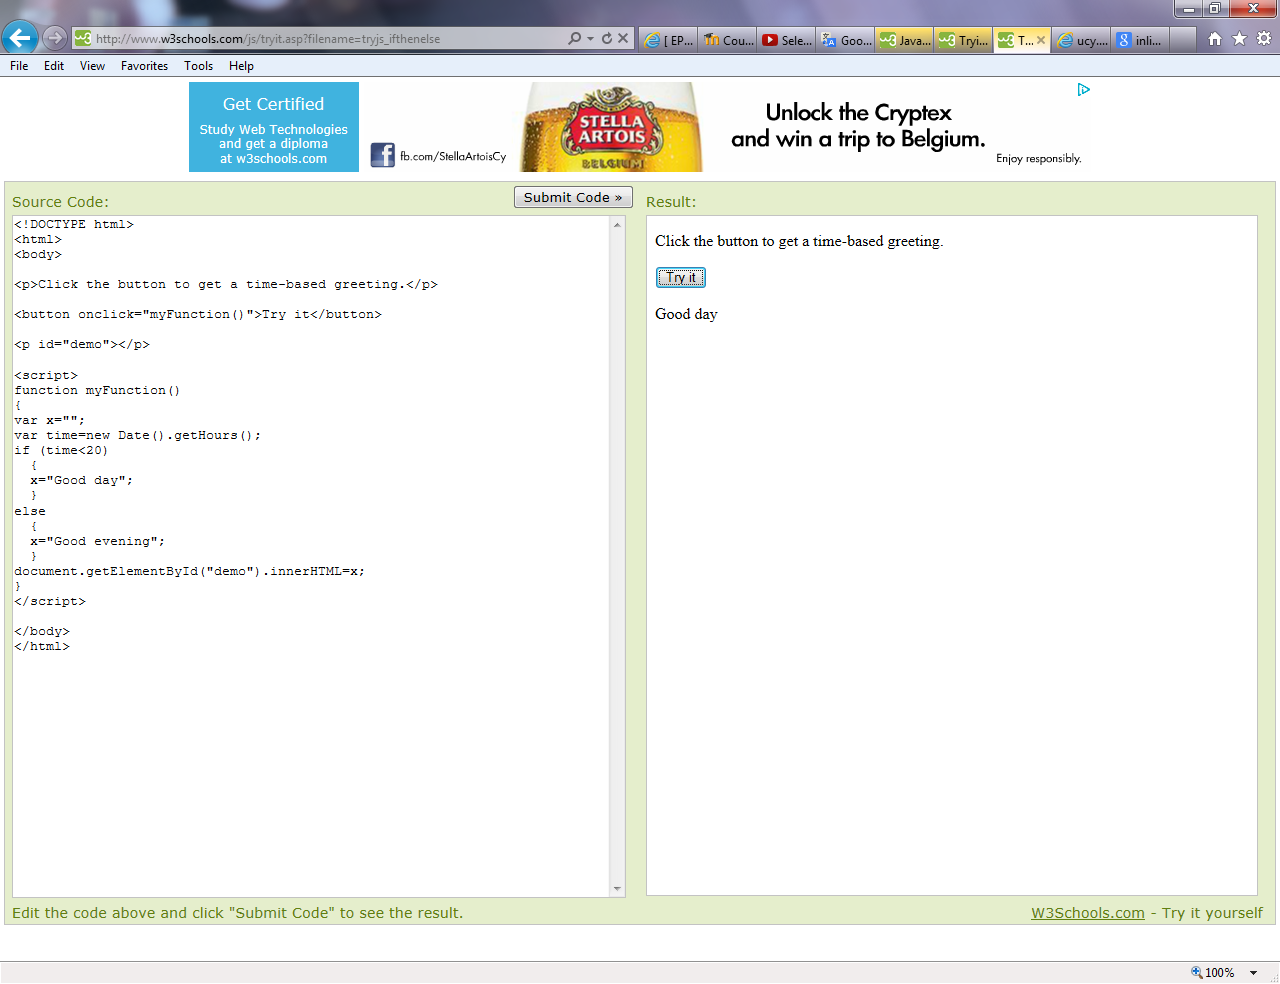 http://www.w3schools.com/js/tryit.asp?filename=tryjs_ifthenelse
[ EP...
Cou...
Sele...
Goo...
Java...
Tryi...
T...
ucy....
inli...
File Edit View Favorites Tools Help
Get Certified
Study Web Technologies
and get a diploma
at w3schools.com
fb.com/StellaArtoisCy
STELLA
ARTOIS
BELGIUM
Unlock the Cryptex
and win a trip to Belgium.
Enjoy responsibly.
Source Code:
Submit Code »
<!DOCTYPE html>
<html>
<body>
<p>Click the button to get a time-based greeting.</p>
<button onclick="myFunction()">Try it</button>
<p id="demo"></p>
<script>
function myFunction()
{
var x="";
var time=new Date().getHours();
if (time<20)
  {
  x="Good day";
  }
else
  {
  x="Good evening";
  }
document.getElementById("demo").innerHTML=x;
}
</script>
</body>
</html>
Result:
Click the button to get a time-based greeting.
Try it
Good day
Edit the code above and click "Submit Code" to see the result.
W3Schools.com - Try it yourself
100%